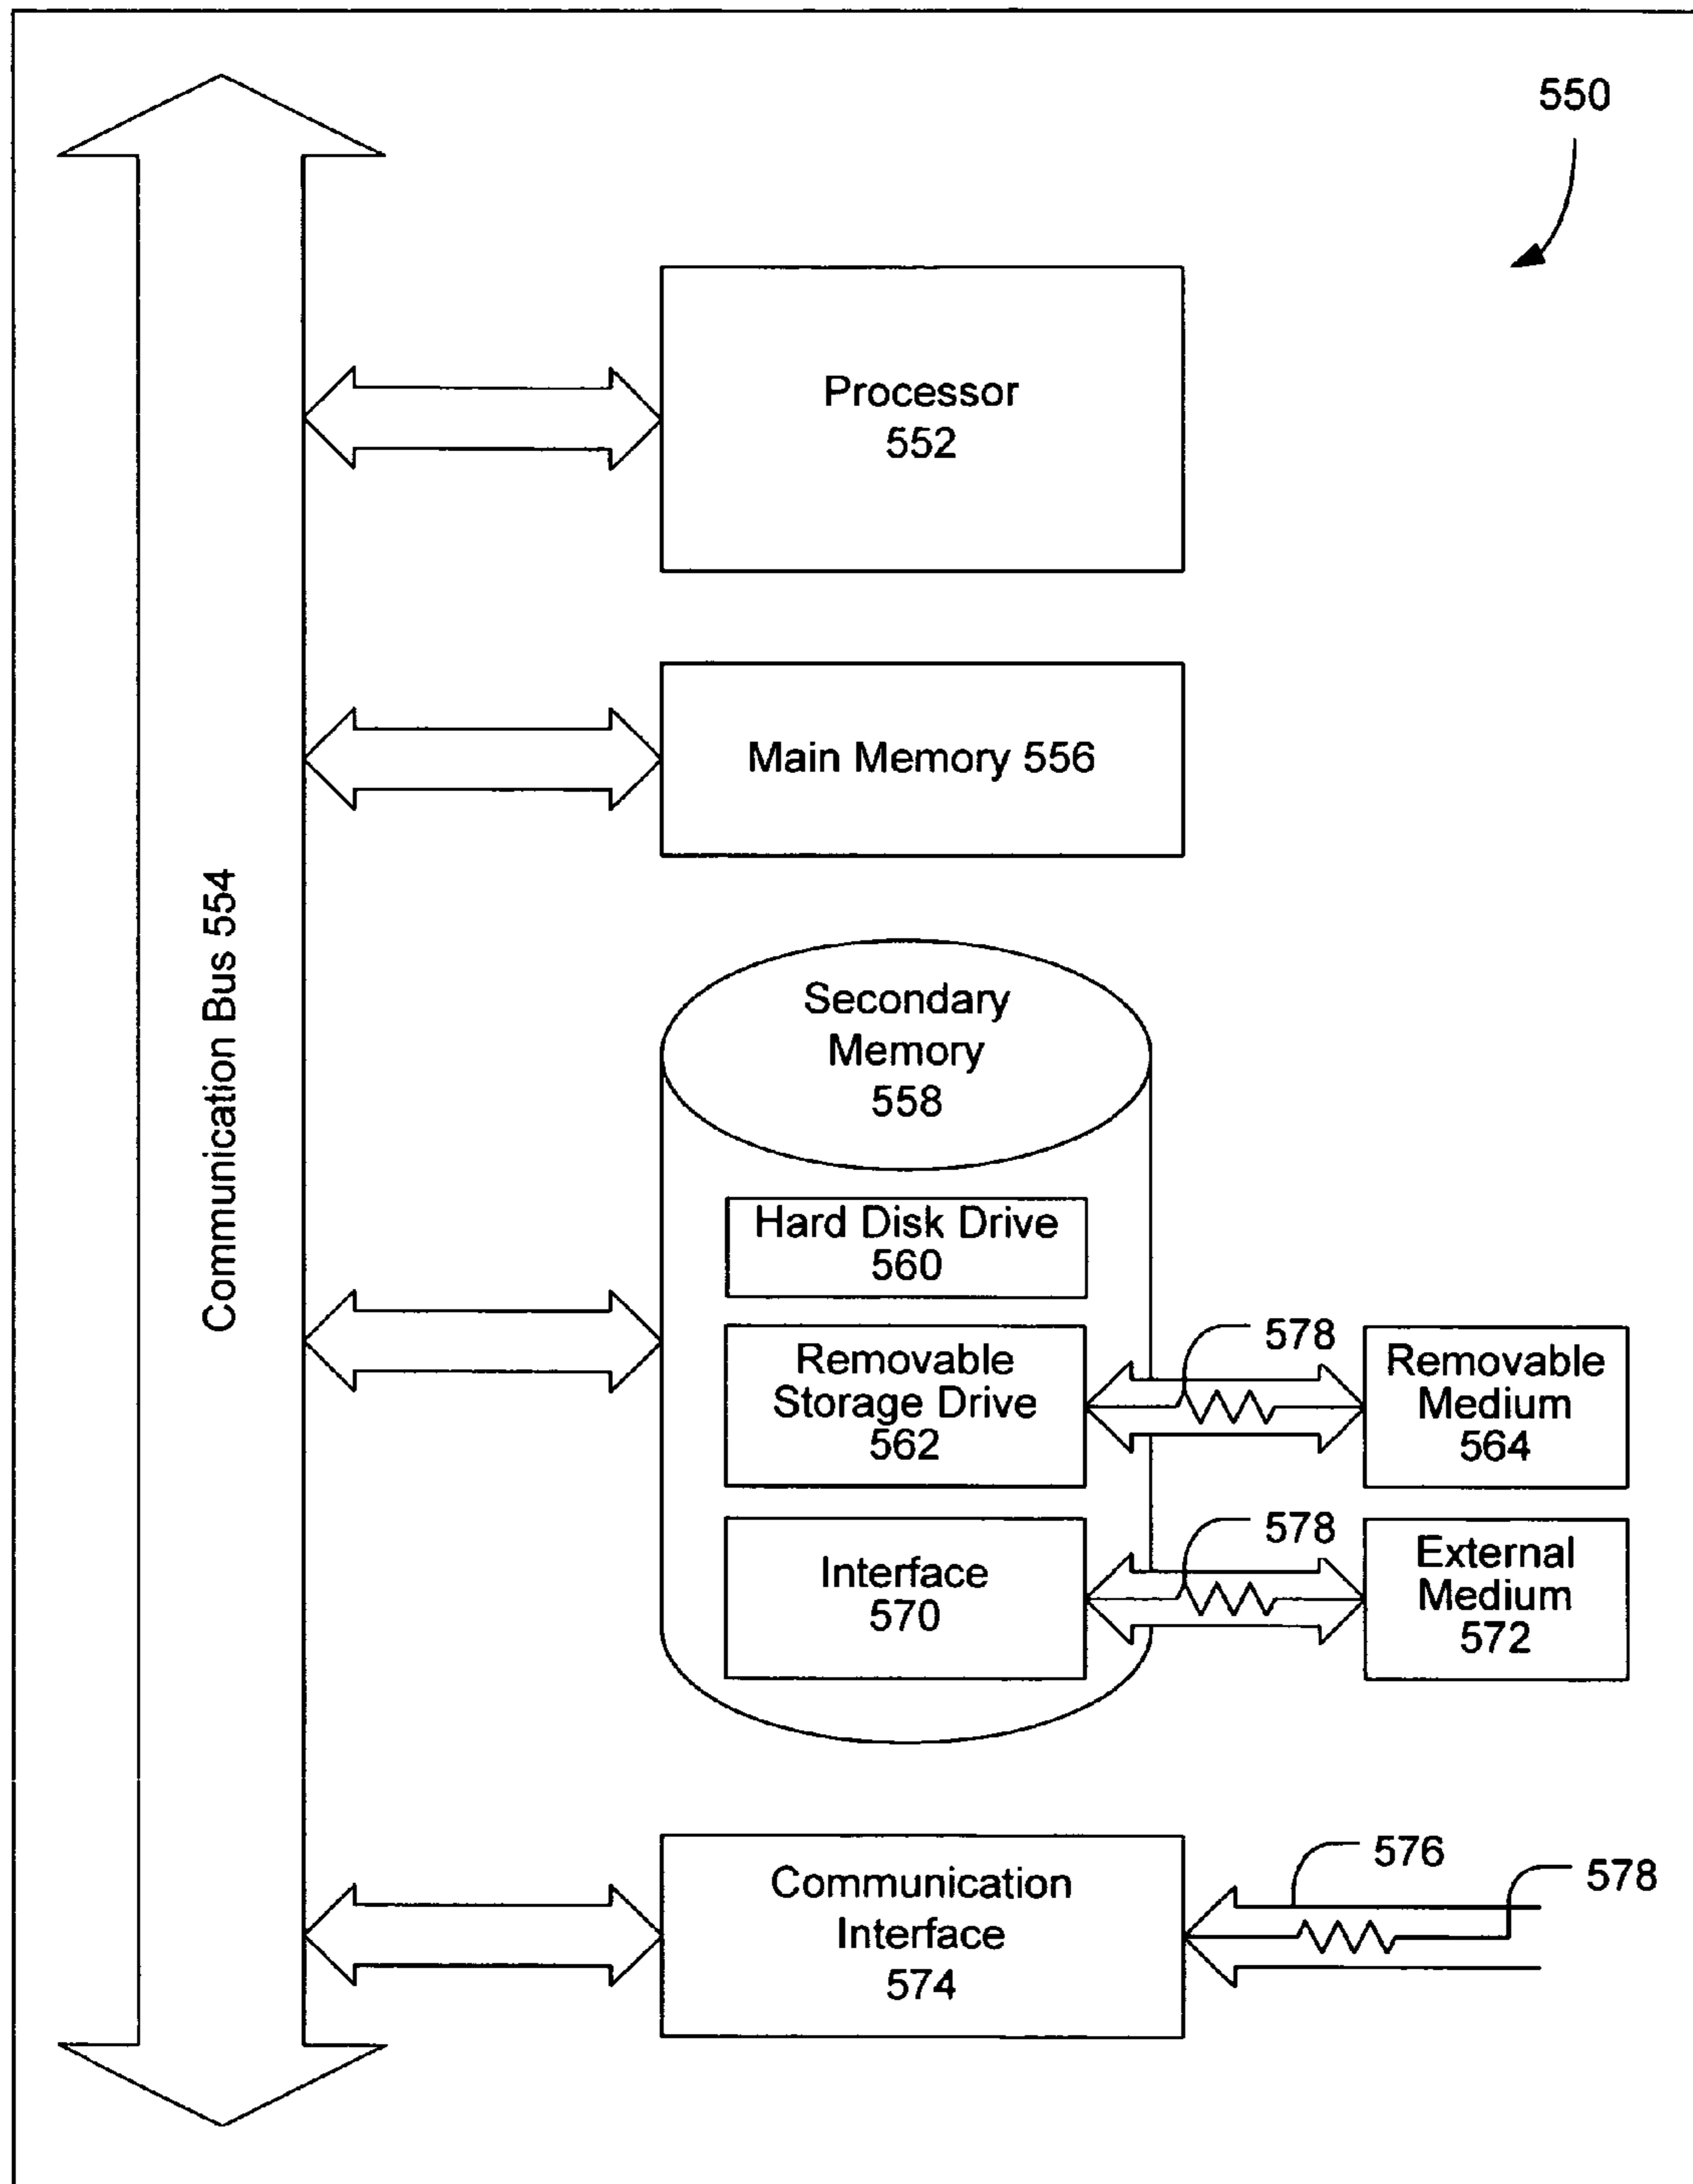 550
Processor
552
Main Memory 556
Communication Bus 554
Secondary
Memory
558
Hard Disk Drive
560
Removable
Storage Drive
562
578
Removable
Medium
564
Interface
570
578
External
Medium
572
Communication
Interface
574
576
578